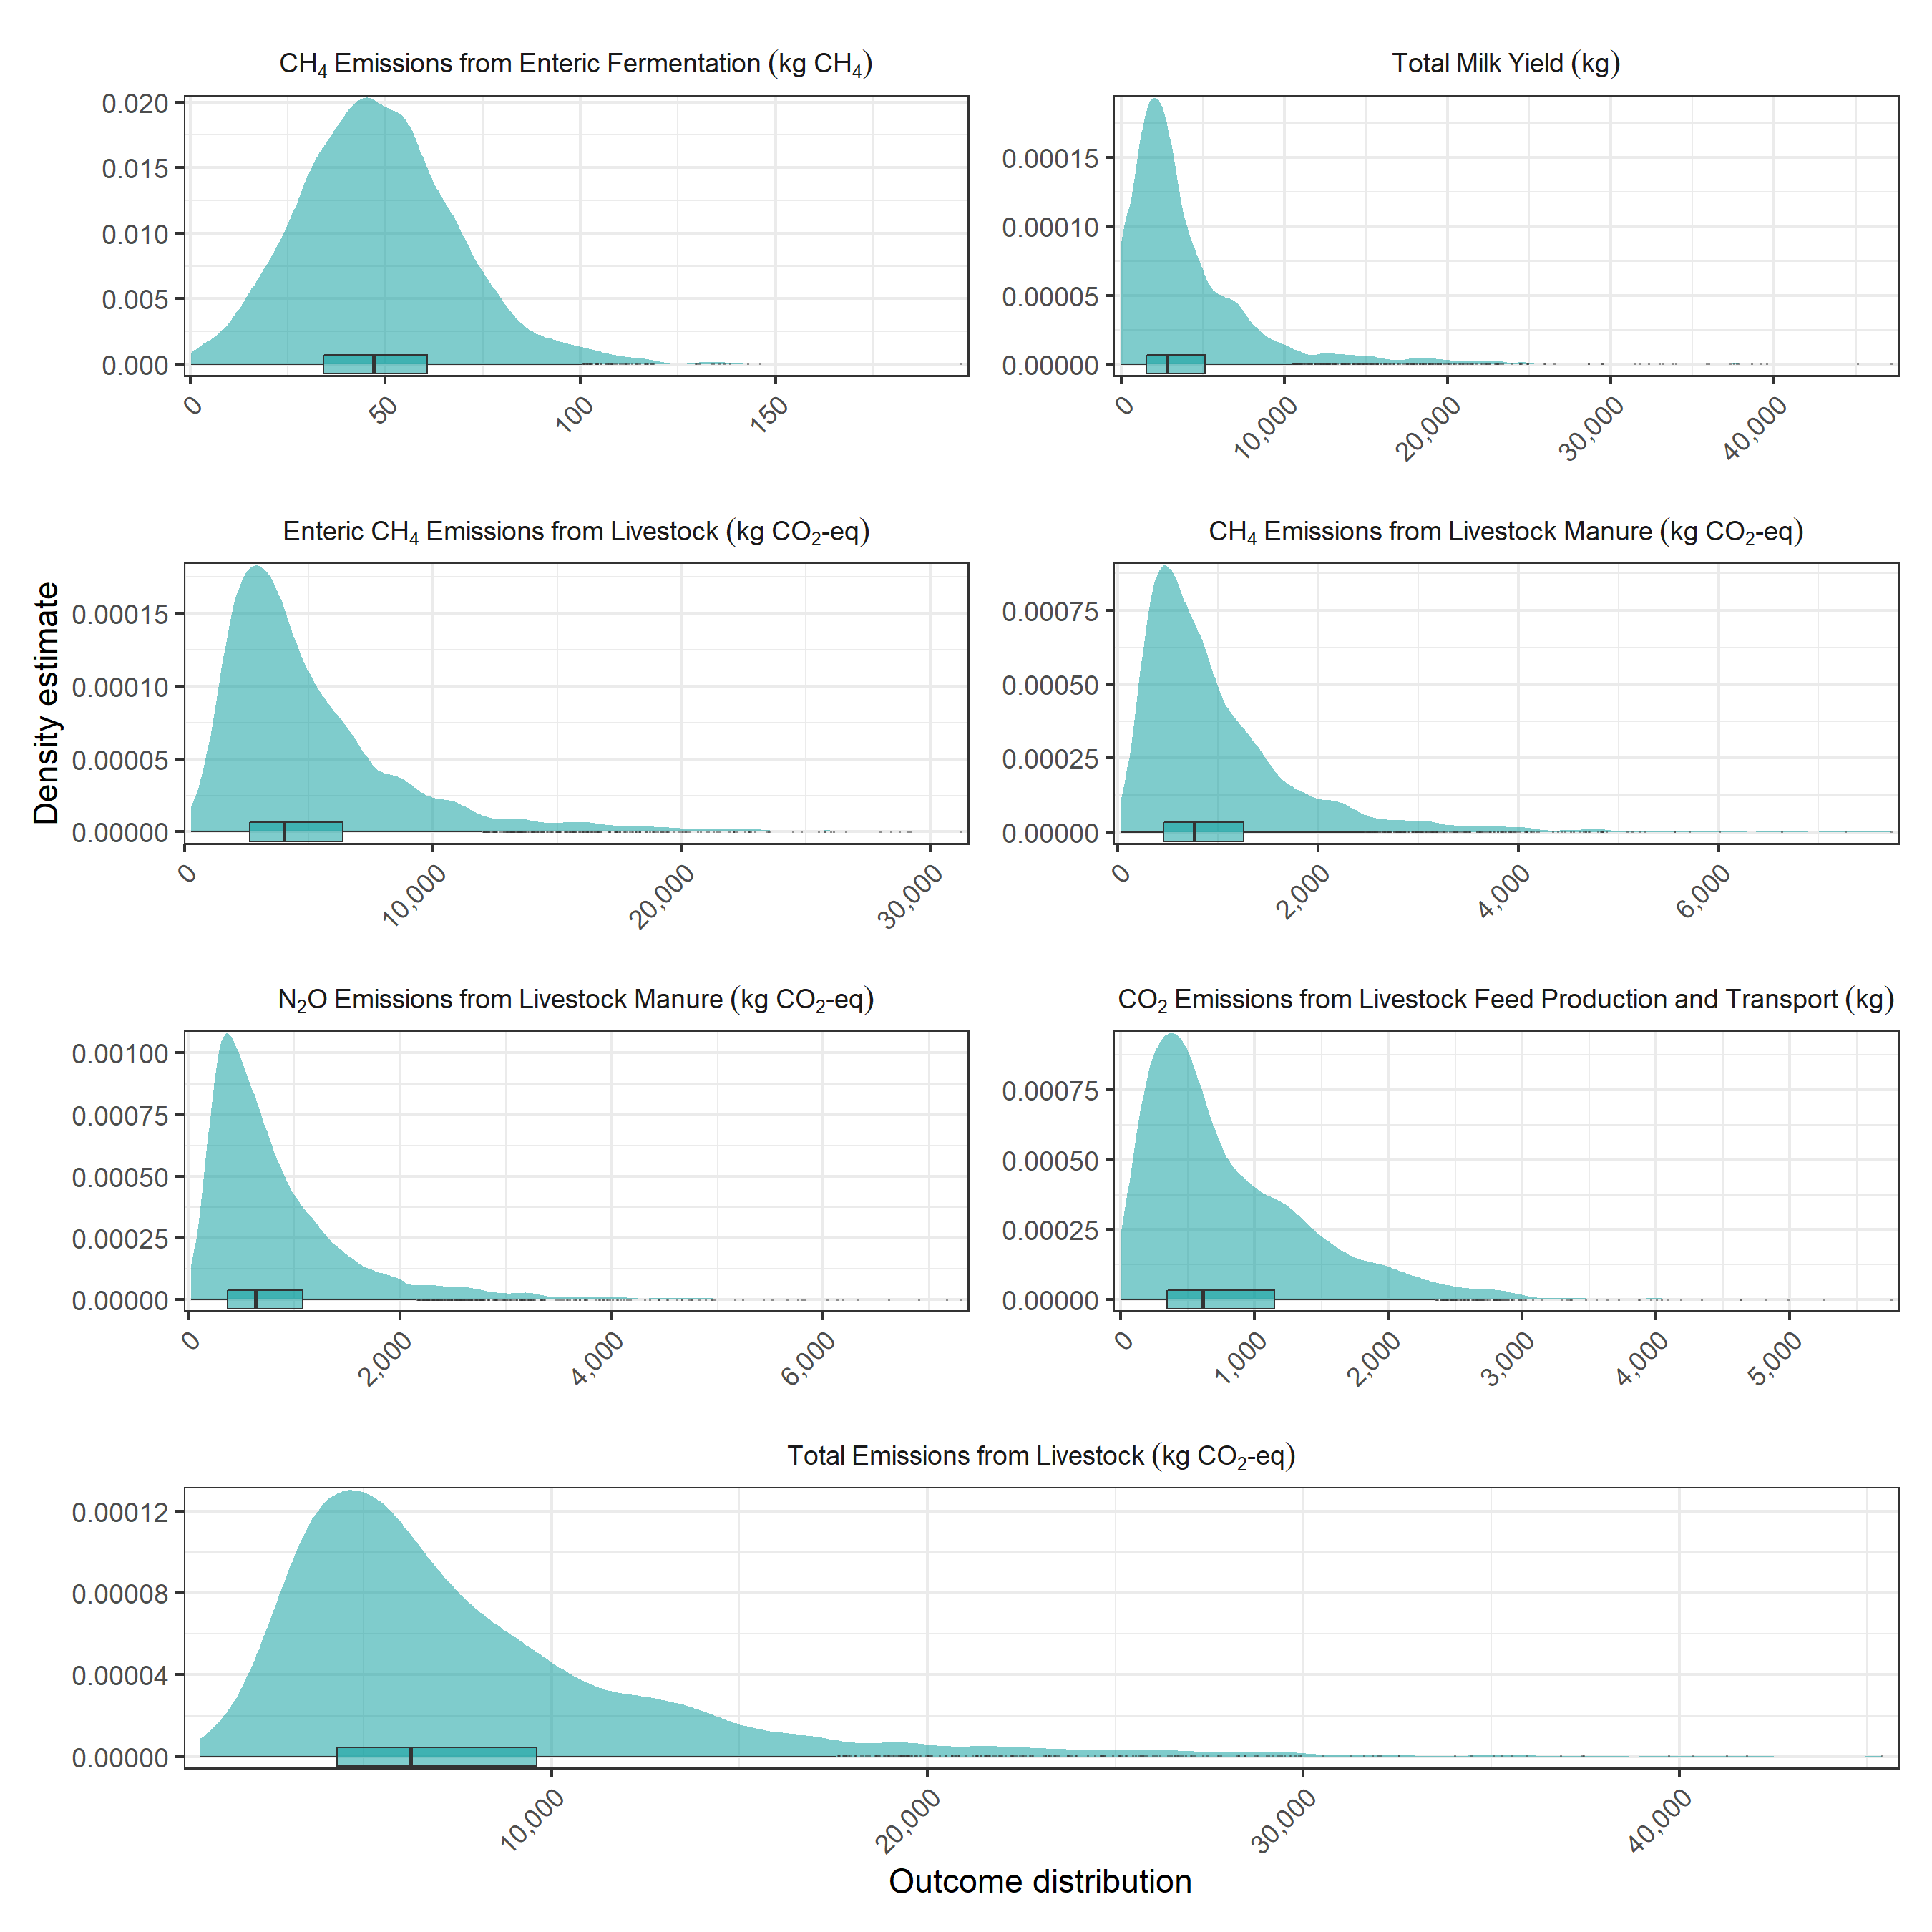 CH₄ Emissions from Enteric Fermentation (kg CH₄)
0.020
0.015
0.010
0.005
0.000
0 50 100 150
Total Milk Yield (kg)
0.00015
0.00010
0.00005
0.00000
0 10,000 20,000 30,000 40,000
Density estimate
Enteric CH₄ Emissions from Livestock (kg CO₂-eq)
0.00015
0.00010
0.00005
0.00000
0 10,000 20,000 30,000
CH₄ Emissions from Livestock Manure (kg CO₂-eq)
0.00075
0.00050
0.00025
0.00000
0 2,000 4,000 6,000
N₂O Emissions from Livestock Manure (kg CO₂-eq)
0.00100
0.00075
0.00050
0.00025
0.00000
0 2,000 4,000 6,000
CO₂ Emissions from Livestock Feed Production and Transport (kg)
0.00075
0.00050
0.00025
0.00000
0 1,000 2,000 3,000 4,000 5,000
Total Emissions from Livestock (kg CO₂-eq)
0.00012
0.00008
0.00004
0.00000
10,000 20,000 30,000 40,000
Outcome distribution